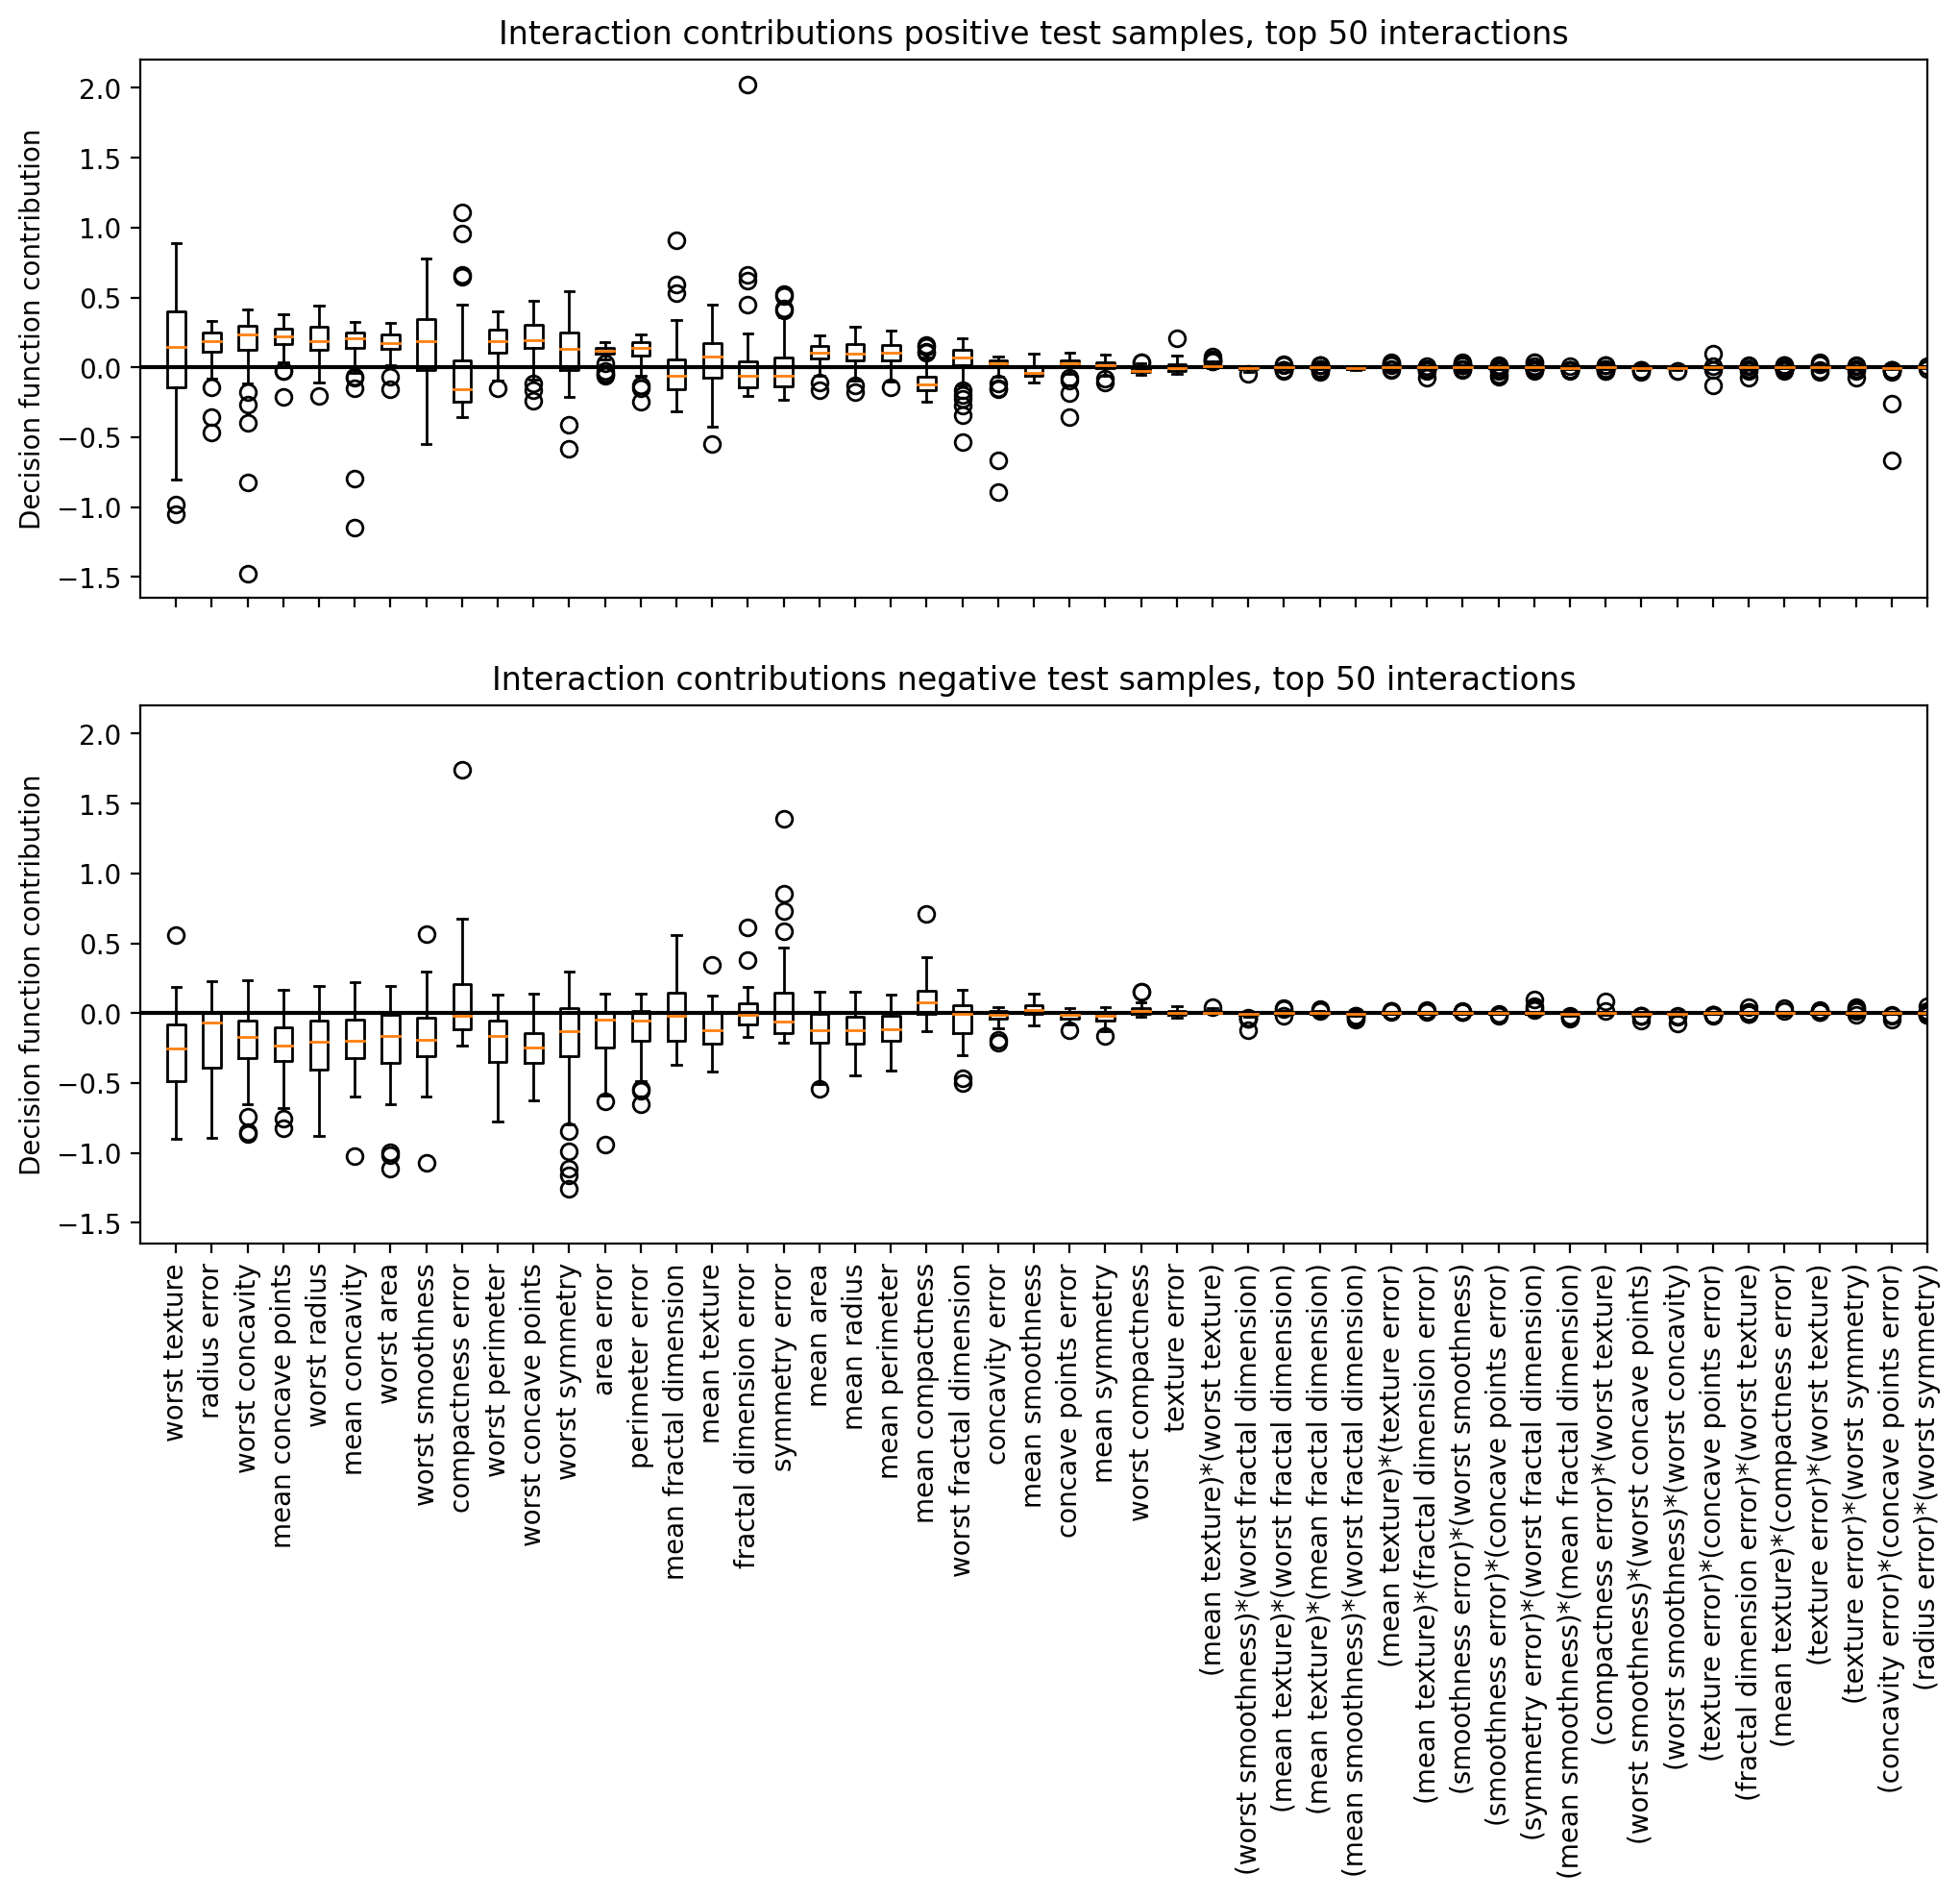 Interaction contributions positive test samples, top 50 interactions
Decision function contribution
2.0
1.5
1.0
0.5
0.0
−0.5
−1.0
−1.5
Interaction contributions negative test samples, top 50 interactions
Decision function contribution
2.0
1.5
1.0
0.5
0.0
−0.5
−1.0
−1.5
worst texture
radius error
worst concavity
mean concave points
worst radius
mean concavity
worst area
worst smoothness
compactness error
worst perimeter
worst concave points
worst symmetry
area error
perimeter error
mean fractal dimension
mean texture
fractal dimension error
symmetry error
mean area
mean radius
mean perimeter
mean compactness
worst fractal dimension
concavity error
mean smoothness
concave points error
mean symmetry
worst compactness
texture error
(mean texture)*(worst texture)
(worst smoothness)*(worst fractal dimension)
(mean texture)*(worst fractal dimension)
(mean texture)*(mean fractal dimension)
(mean smoothness)*(worst fractal dimension)
(mean texture)*(texture error)
(mean texture)*(fractal dimension error)
(smoothness error)*(worst smoothness)
(smoothness error)*(concave points error)
(symmetry error)*(worst fractal dimension)
(mean smoothness)*(mean fractal dimension)
(compactness error)*(worst texture)
(worst smoothness)*(worst concave points)
(worst smoothness)*(worst concavity)
(texture error)*(concave points error)
(fractal dimension error)*(worst texture)
(mean texture)*(compactness error)
(texture error)*(worst texture)
(texture error)*(worst symmetry)
(concavity error)*(concave points error)
(radius error)*(worst symmetry)